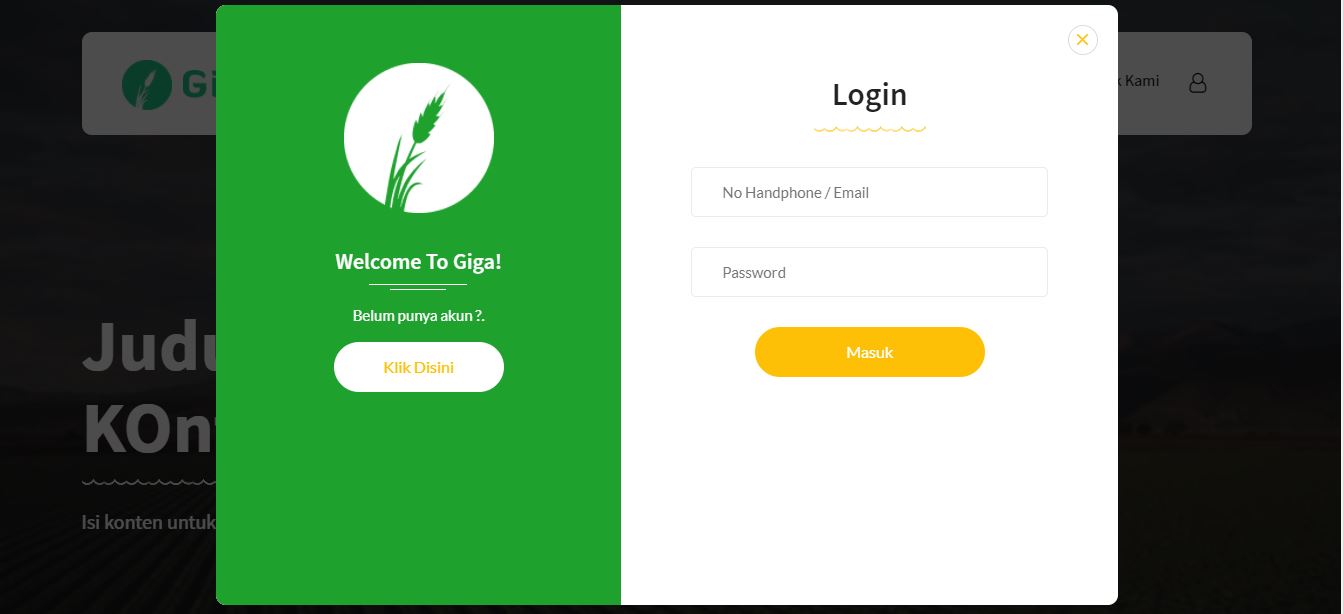 Gi
k Kami
Judu
KOn
Isi konten untuk
Welcome To Giga!
Belum punya akun ?.
Klik Disini
Login
No Handphone / Email
Password
Masuk